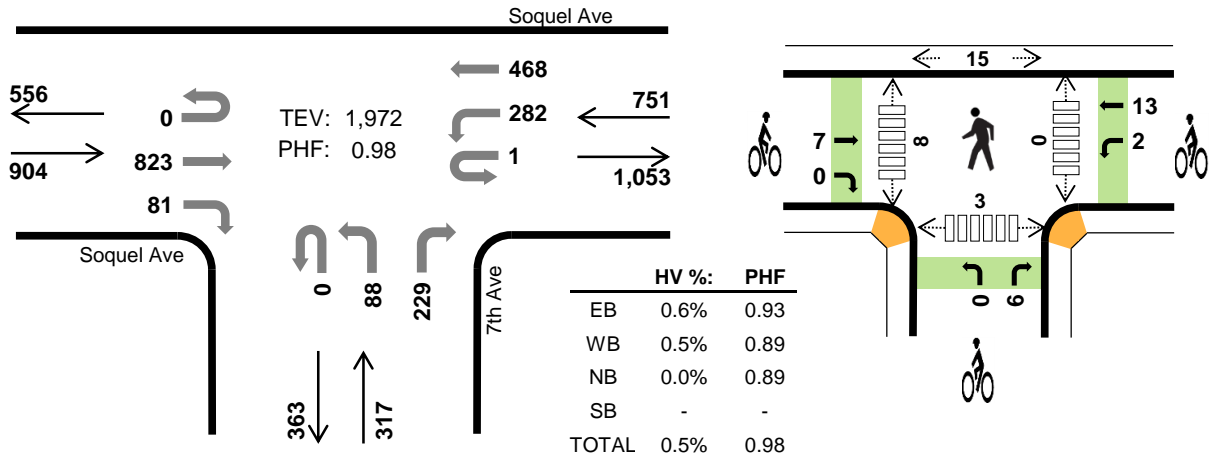 Soquel Ave
556
0
823
904
81
Soquel Ave
TEV: 1,972
PHF: 0.98
468
282
1
751
1,053
0
88
229
7th Ave
363
317
HV %: PHF
EB 0.6% 0.93
WB 0.5% 0.89
NB 0.0% 0.89
SB - -
TOTAL 0.5% 0.98
15
7
0
8
0
13
2
3
0
6